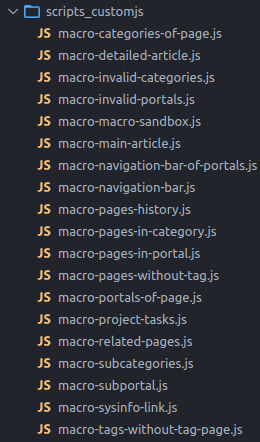 scripts_customjs
JS macro-categories-of-page.js
JS macro-detailed-article.js
JS macro-invalid-categories.js
JS macro-invalid-portals.js
JS macro-macro-sandbox.js
JS macro-main-article.js
JS macro-navigation-bar-of-portals.js
JS macro-navigation-bar.js
JS macro-pages-history.js
JS macro-pages-in-category.js
JS macro-pages-in-portal.js
JS macro-pages-without-tag.js
JS macro-portals-of-page.js
JS macro-project-tasks.js
JS macro-related-pages.js
JS macro-subcategories.js
JS macro-subportal.js
JS macro-sysinfo-link.js
JS macro-tags-without-tag-page.js